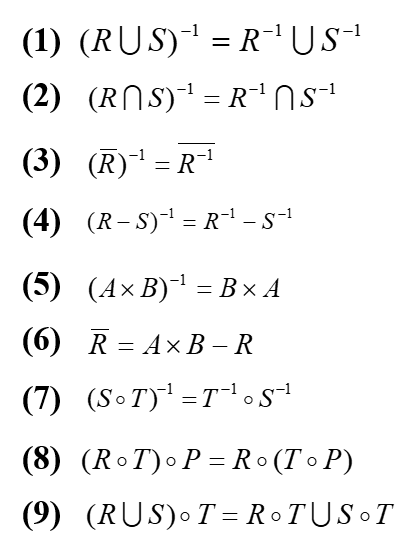 (1) (R⋃S)⁻¹ = R⁻¹⋃S⁻¹
(2) (R⋂S)⁻¹ = R⁻¹⋂S⁻¹
(3) (R̅)⁻¹ = \overline{R⁻¹}
(4) (R−S)⁻¹ = R⁻¹ − S⁻¹
(5) (A×B)⁻¹ = B×A
(6) R̅ = A×B−R
(7) (S∘T)⁻¹ = T⁻¹∘S⁻¹
(8) (R∘T)∘P = R∘(T∘P)
(9) (R⋃S)∘T = R∘T⋃S∘T